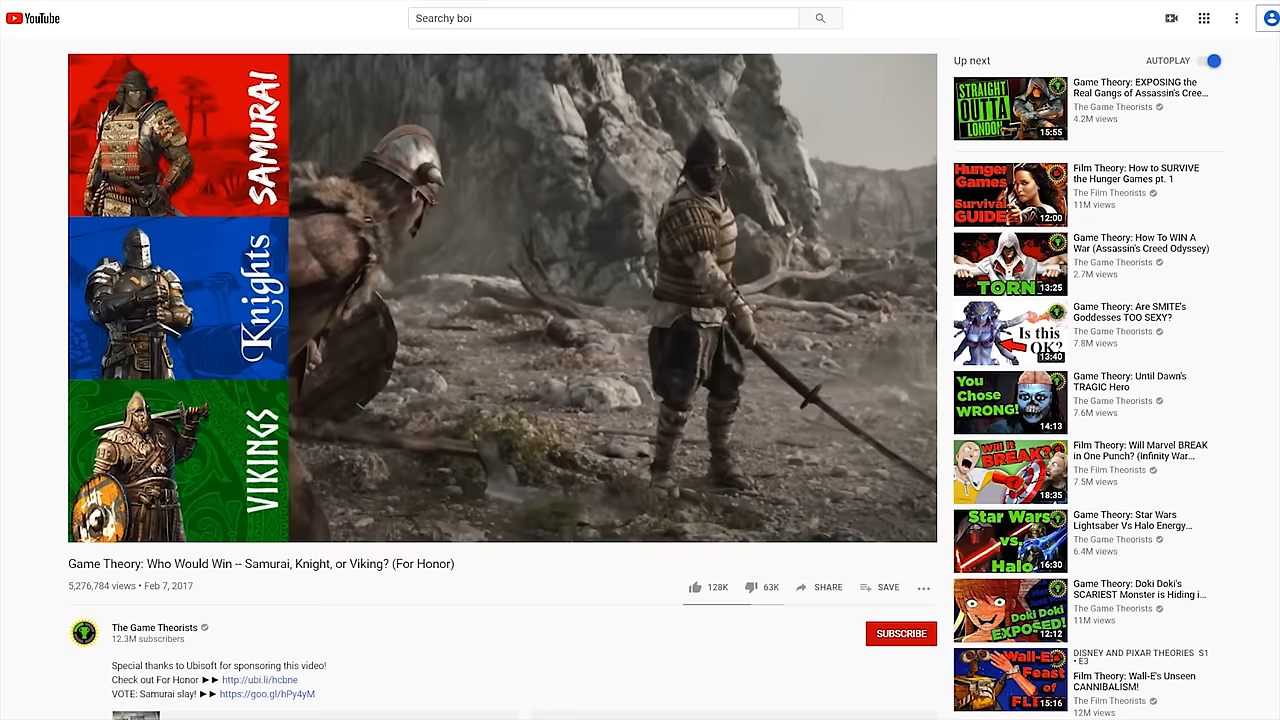 YouTube
Searchy boi
SAMURAI
Knights
VIKINGS
Game Theory: Who Would Win -- Samurai, Knight, or Viking? (For Honor)
5,276,784 views • Feb 7, 2017
128K
63K
SHARE
SAVE
The Game Theorists
12.3M subscribers
SUBSCRIBE
Special thanks to Ubisoft for sponsoring this video!
Check out For Honor ►► http://ubi.li/hcbne
VOTE: Samurai slay! ►► https://goo.gl/hPy4yM
Up next
AUTOPLAY
STRAIGHT
OUTTA
LONDON
15:55
Game Theory: EXPOSING the
Real Gangs of Assassin's Cree...
The Game Theorists
4.2M views
Hunger
Games
Survival
GUIDE
12:00
Film Theory: How to SURVIVE
the Hunger Games pt. 1
The Film Theorists
11M views
TORN
13:25
Game Theory: How To WIN A
War (Assassin's Creed Odyssey)
The Game Theorists
2.7M views
Is this
OK?
13:40
Game Theory: Are SMITE's
Goddesses TOO SEXY?
The Game Theorists
7.8M views
You
Chose
WRONG!
14:13
Game Theory: Until Dawn's
TRAGIC Hero
The Game Theorists
7.6M views
Will it
BREAK?
18:35
Film Theory: Will Marvel BREAK
in One Punch? (Infinity War...
The Film Theorists
7.5M views
Star Wars
vs.
Halo
16:30
Game Theory: Star Wars
Lightsaber Vs Halo Energy...
The Game Theorists
6.4M views
Doki Doki
EXPOSED!
12:12
Game Theory: Doki Doki's
SCARIEST Monster is Hiding i...
The Game Theorists
11M views
Wall-E's
Feast
of
15:16
DISNEY AND PIXAR THEORIES S1
• E3
Film Theory: Wall-E's Unseen
CANNIBALISM!
The Film Theorists
12M views